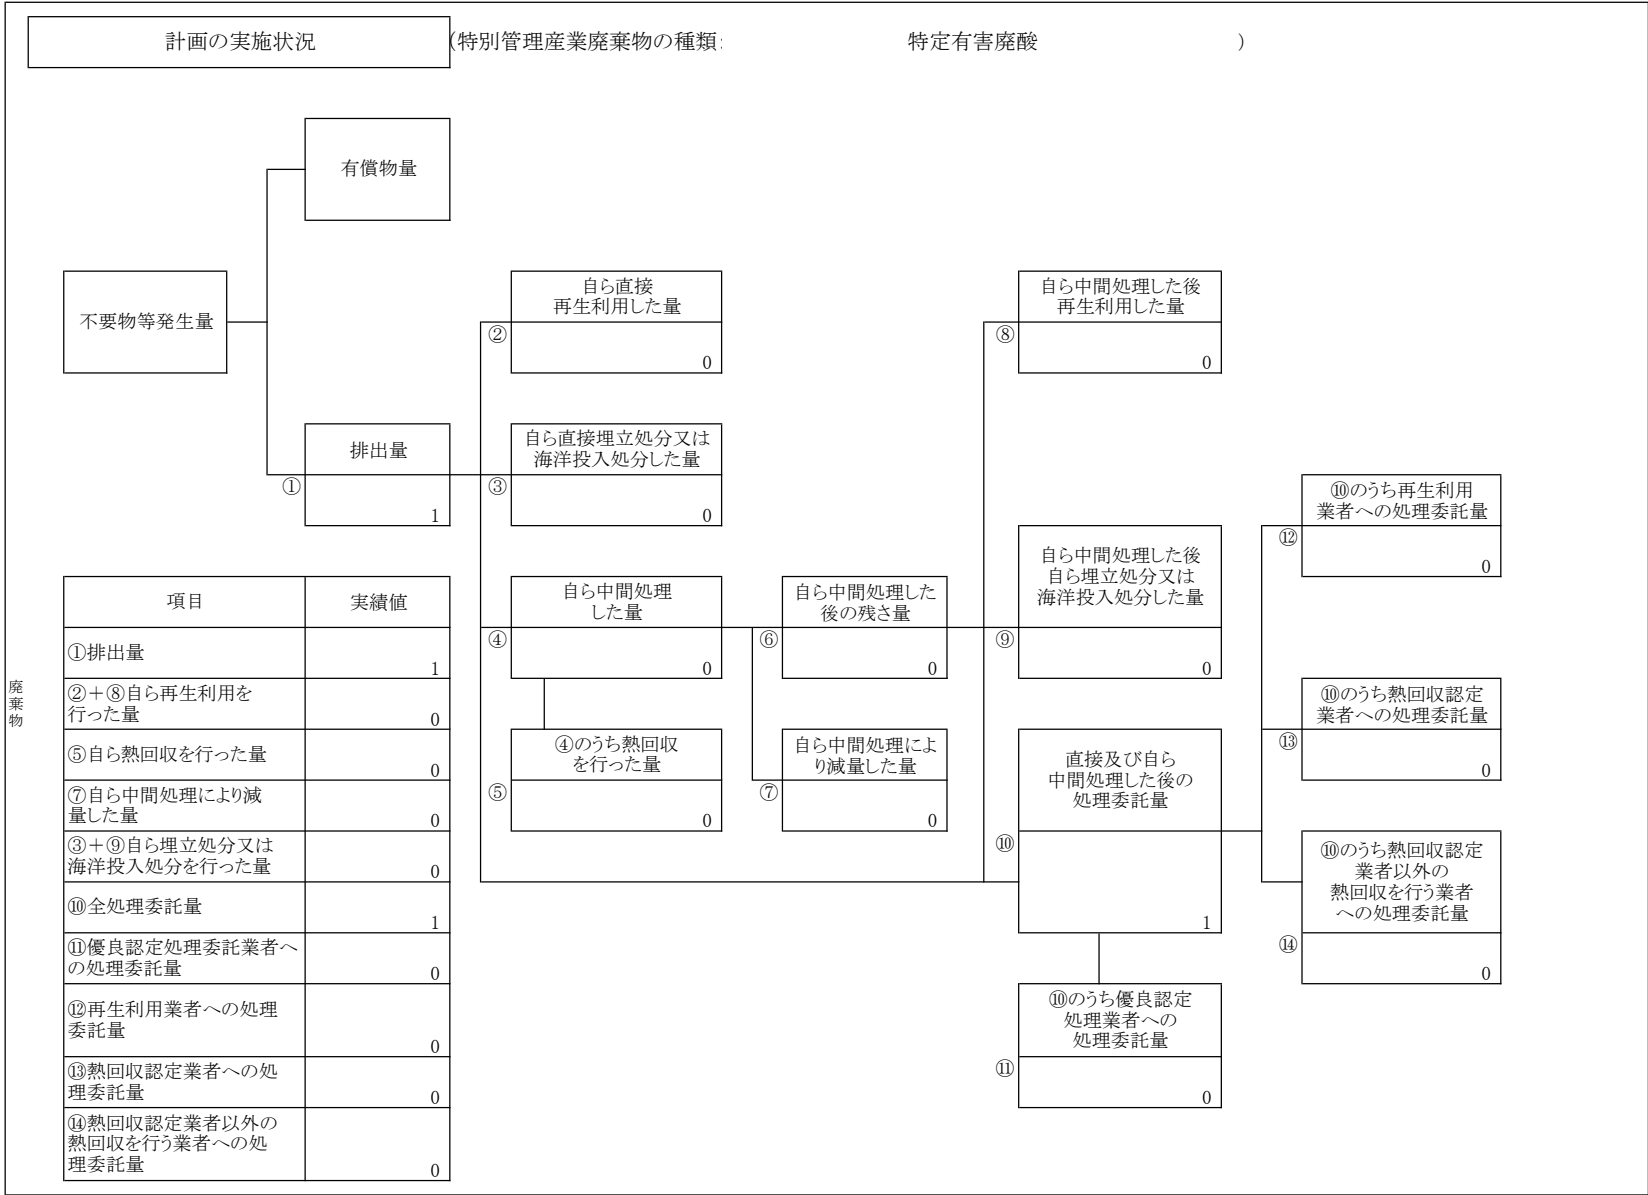 計画の実施状況
(特別管理産業廃棄物の種類:
特定有害廃酸
)
有償物量
不要物等発生量
自ら直接
再生利用した量
②
0
自ら中間処理した後
再生利用した量
⑧
0
排出量
①
1
自ら直接埋立処分又は
海洋投入処分した量
③
0
⑩のうち再生利用
業者への処理委託量
⑫
0
自ら中間処理
した量
④
0
自ら中間処理した
後の残さ量
⑥
0
自ら中間処理した後
自ら埋立処分又は
海洋投入処分した量
⑨
0
⑩のうち熱回収認定
業者への処理委託量
⑬
0
④のうち熱回収
を行った量
⑤
0
自ら中間処理によ
り減量した量
⑦
0
直接及び自ら
中間処理した後の
処理委託量
⑩
1
⑩のうち熱回収認定
業者以外の
熱回収を行う業者
への処理委託量
⑭
0
⑩のうち優良認定
処理業者への
処理委託量
⑪
0
項目
実績値
①排出量
1
②+⑧自ら再生利用を
行った量
0
⑤自ら熱回収を行った量
0
⑦自ら中間処理により減
量した量
0
③+⑨自ら埋立処分又は
海洋投入処分を行った量
0
⑩全処理委託量
1
⑪優良認定処理委託業者へ
の処理委託量
0
⑫再生利用業者への処理
委託量
0
⑬熱回収認定業者への処
理委託量
0
⑭熱回収認定業者以外の
熱回収を行う業者への処
理委託量
0
廃棄物